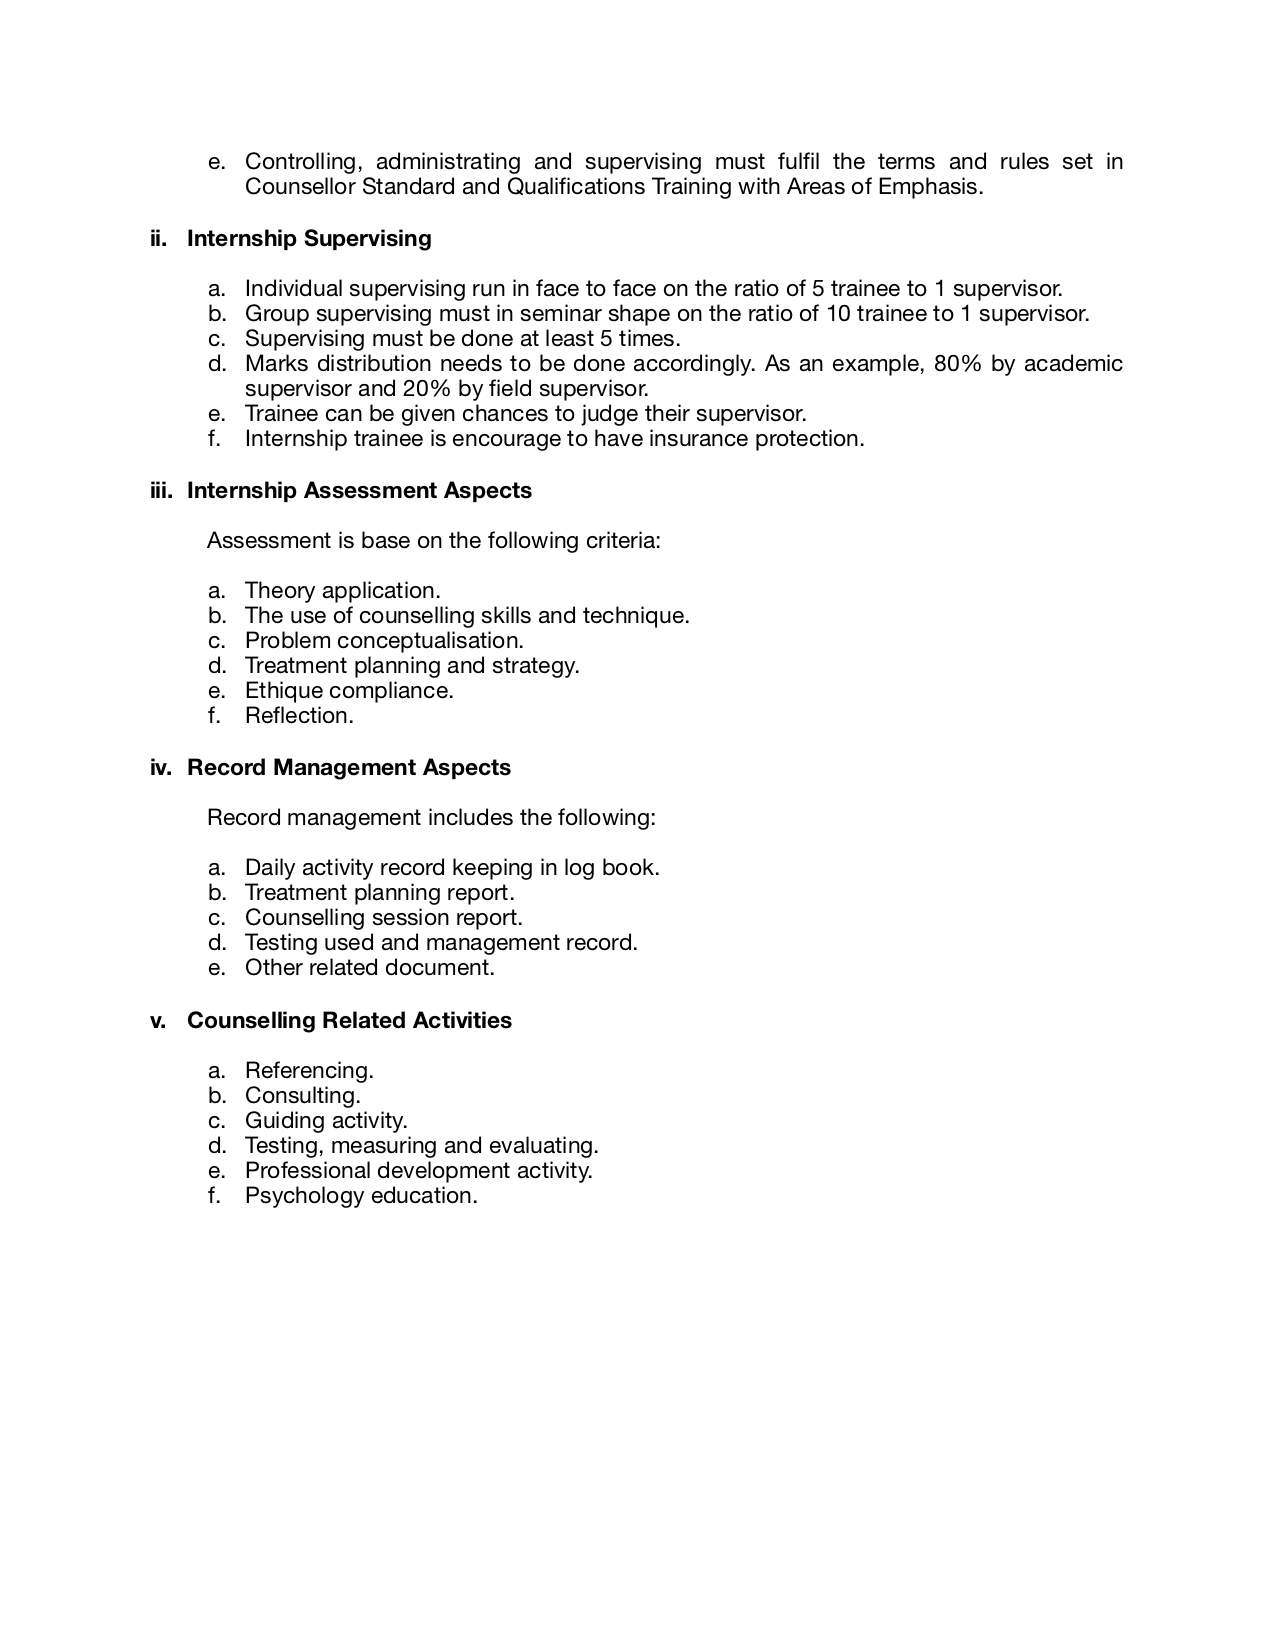 e. Controlling, administrating and supervising must fulfil the terms and rules set in
Counsellor Standard and Qualifications Training with Areas of Emphasis.
ii. Internship Supervising
a. Individual supervising run in face to face on the ratio of 5 trainee to 1 supervisor.
b. Group supervising must in seminar shape on the ratio of 10 trainee to 1 supervisor.
c. Supervising must be done at least 5 times.
d. Marks distribution needs to be done accordingly. As an example, 80% by academic
supervisor and 20% by field supervisor.
e. Trainee can be given chances to judge their supervisor.
f. Internship trainee is encourage to have insurance protection.
iii. Internship Assessment Aspects
Assessment is base on the following criteria:
a. Theory application.
b. The use of counselling skills and technique.
c. Problem conceptualisation.
d. Treatment planning and strategy.
e. Ethique compliance.
f. Reflection.
iv. Record Management Aspects
Record management includes the following:
a. Daily activity record keeping in log book.
b. Treatment planning report.
c. Counselling session report.
d. Testing used and management record.
e. Other related document.
v. Counselling Related Activities
a. Referencing.
b. Consulting.
c. Guiding activity.
d. Testing, measuring and evaluating.
e. Professional development activity.
f. Psychology education.